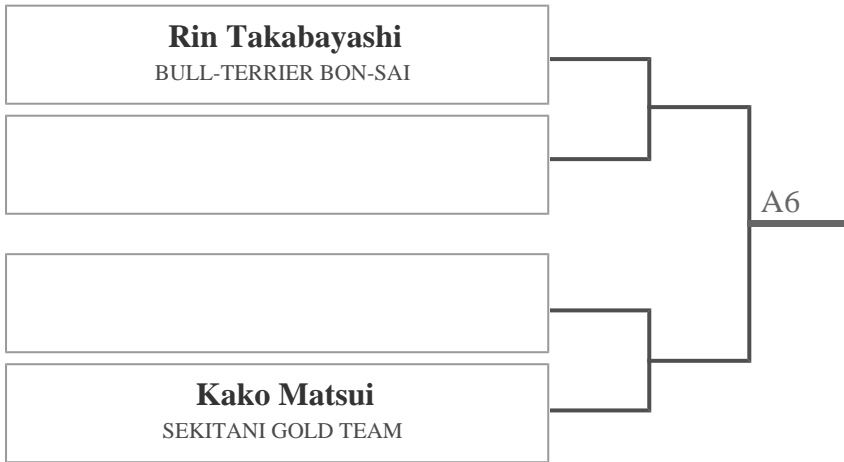 Rin Takabayashi
BULL-TERRIER BON-SAI
A6
Kako Matsui
SEKITANI GOLD TEAM